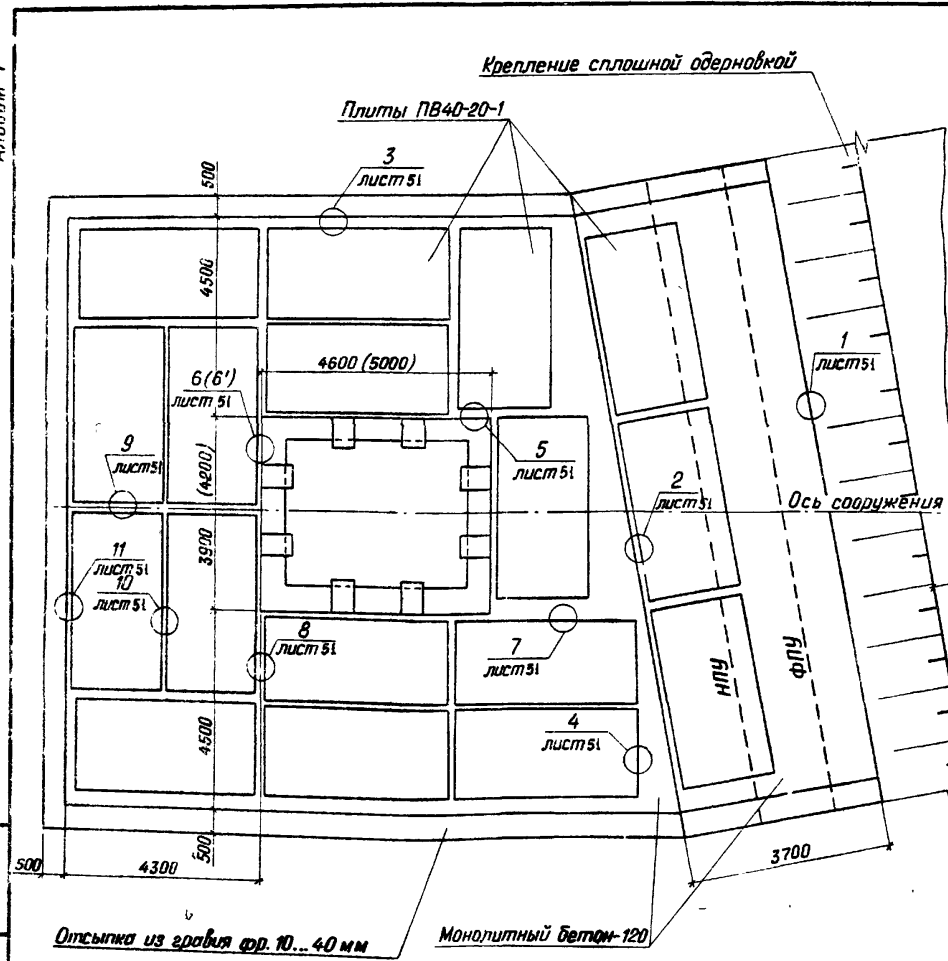 Крепление сплошной одерновкой
Плиты ПВ40-20-1
3
лист 51
500
4500
4600 (5000)
1
лист 51
6(6')
лист 51
9
лист 51
(4200)
3900
5
лист 51
2
лист 51
Ось сооружения
11
лист 51
10
лист 51
8
лист 51
7
лист 51
НПУ
ФПУ
4
лист 51
4500
500
500
4300
3700
Отсыпка из гравия фр. 10...40 мм
Монолитный бетон-120